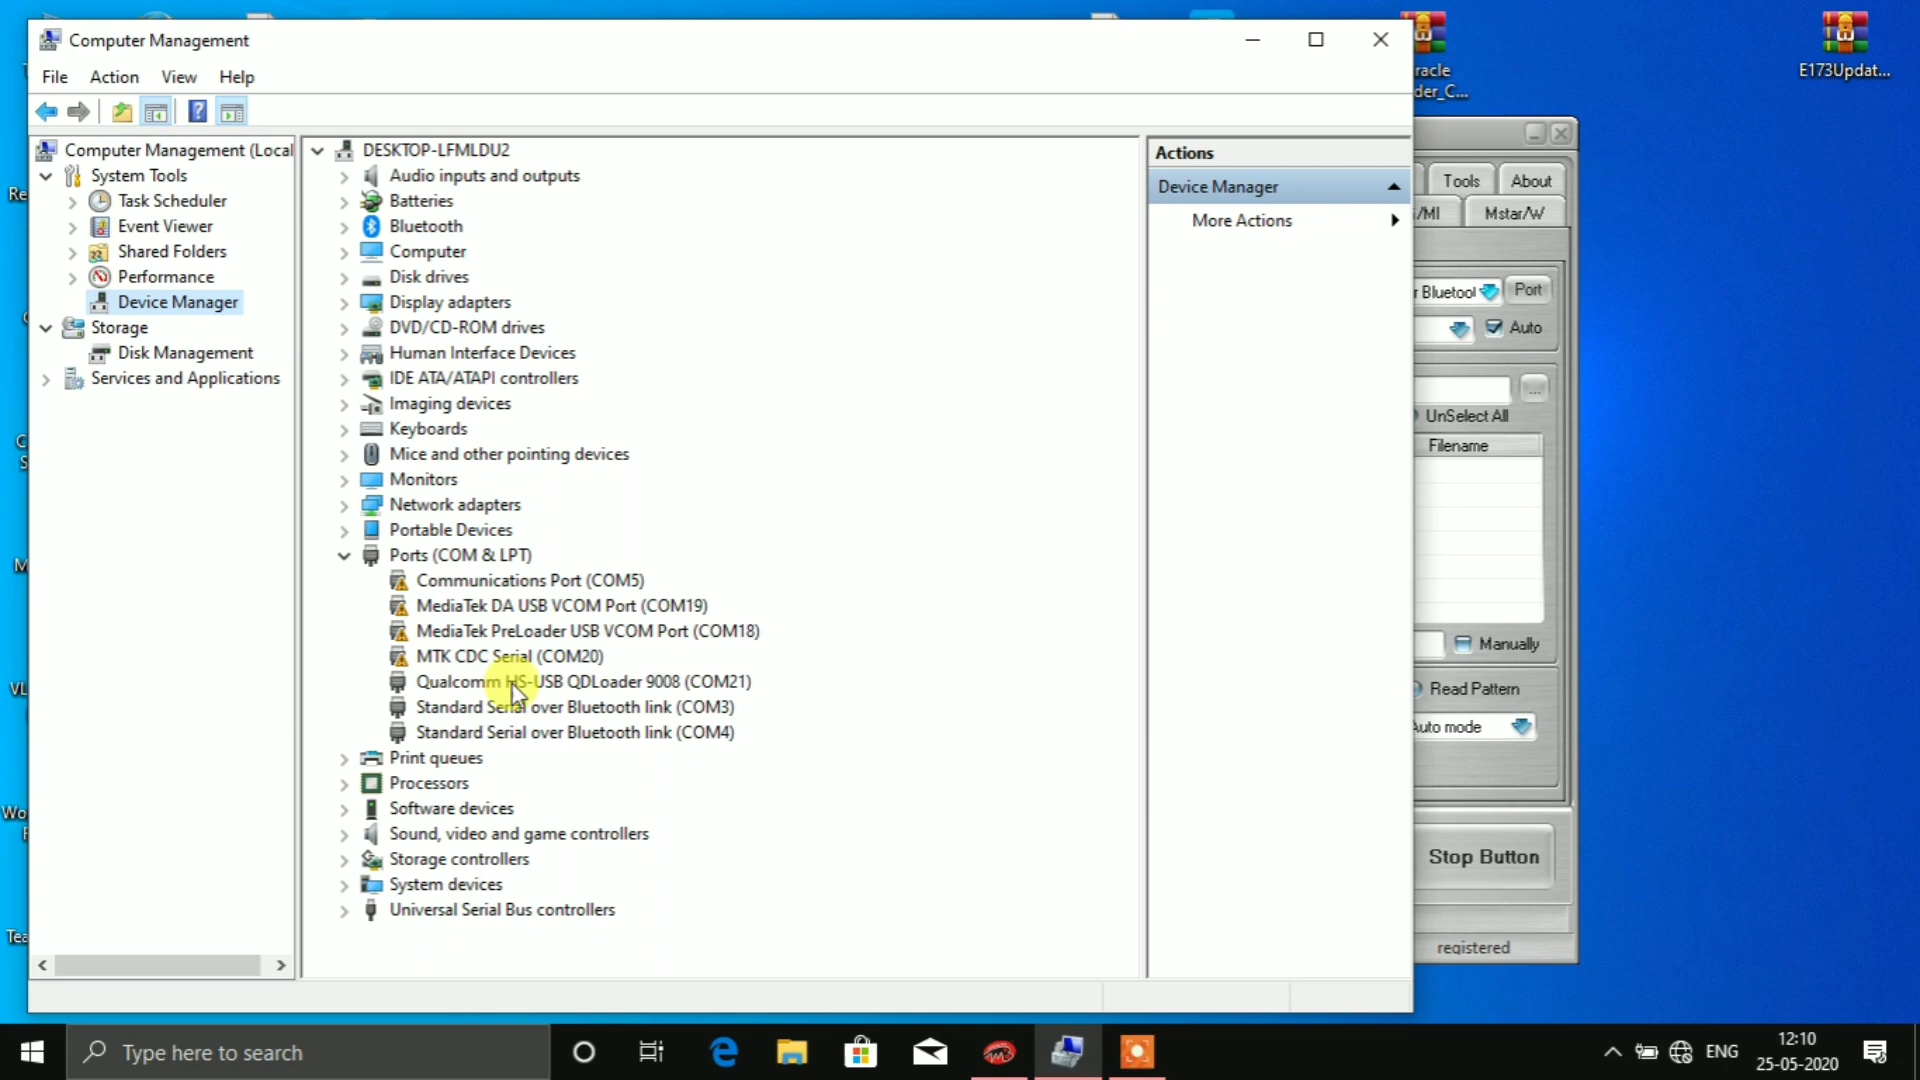 Computer Management
File Action View Help
Computer Management (Local
System Tools
Task Scheduler
Event Viewer
Shared Folders
Performance
Device Manager
Storage
Disk Management
Services and Applications
DESKTOP-LFMLDU2
Audio inputs and outputs
Batteries
Bluetooth
Computer
Disk drives
Display adapters
DVD/CD-ROM drives
Human Interface Devices
IDE ATA/ATAPI controllers
Imaging devices
Keyboards
Mice and other pointing devices
Monitors
Network adapters
Portable Devices
Ports (COM & LPT)
Communications Port (COM5)
MediaTek DA USB VCOM Port (COM19)
MediaTek PreLoader USB VCOM Port (COM18)
MTK CDC Serial (COM20)
Qualcomm HS-USB QDLoader 9008 (COM21)
Standard Serial over Bluetooth link (COM3)
Standard Serial over Bluetooth link (COM4)
Print queues
Processors
Software devices
Sound, video and game controllers
Storage controllers
System devices
Universal Serial Bus controllers
Actions
Device Manager
More Actions
racle
der_C...
E173Updat...
Tools About
/MI Mstar/W
r Bluetool Port
Auto
...
UnSelect All
Filename
Manually
Read Pattern
Auto mode
Stop Button
registered
Type here to search
ENG
12:10
25-05-2020